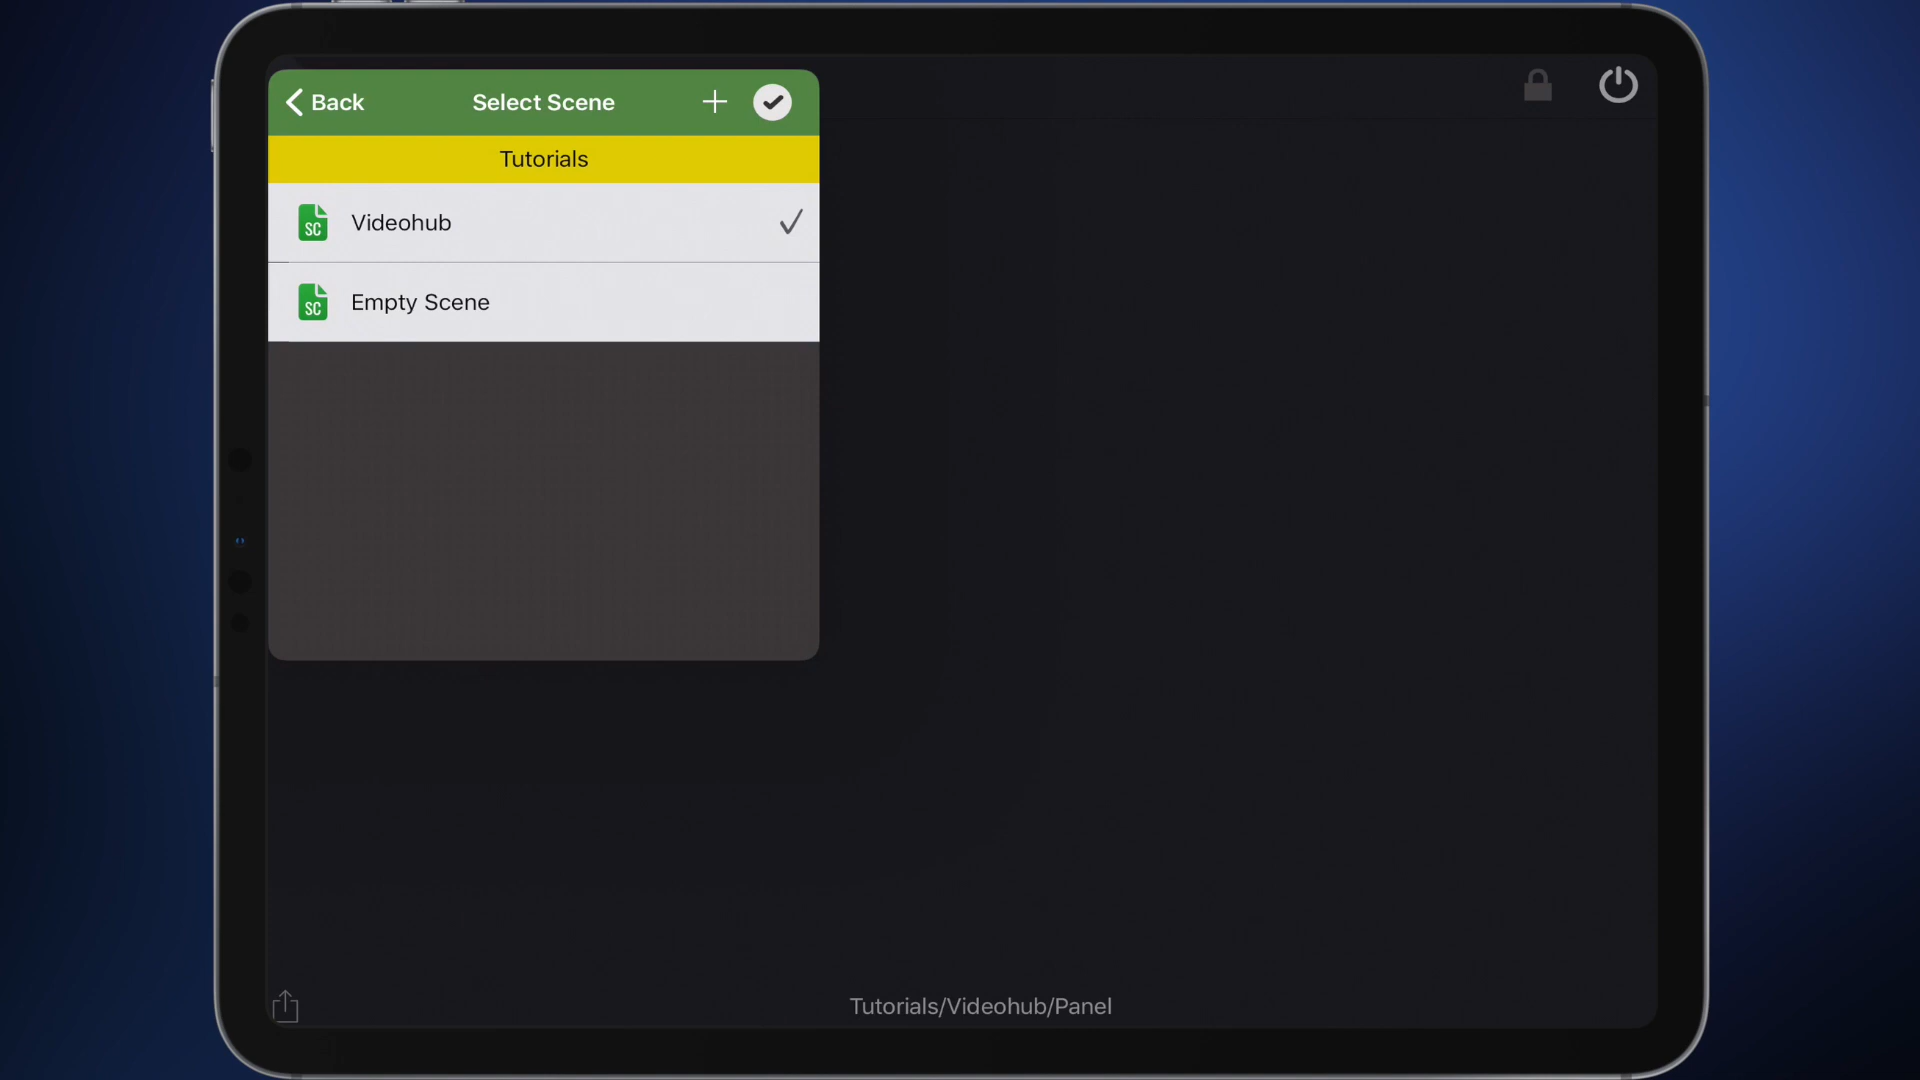 Back
Select Scene
Tutorials
SC
Videohub
SC
Empty Scene
Tutorials/Videohub/Panel